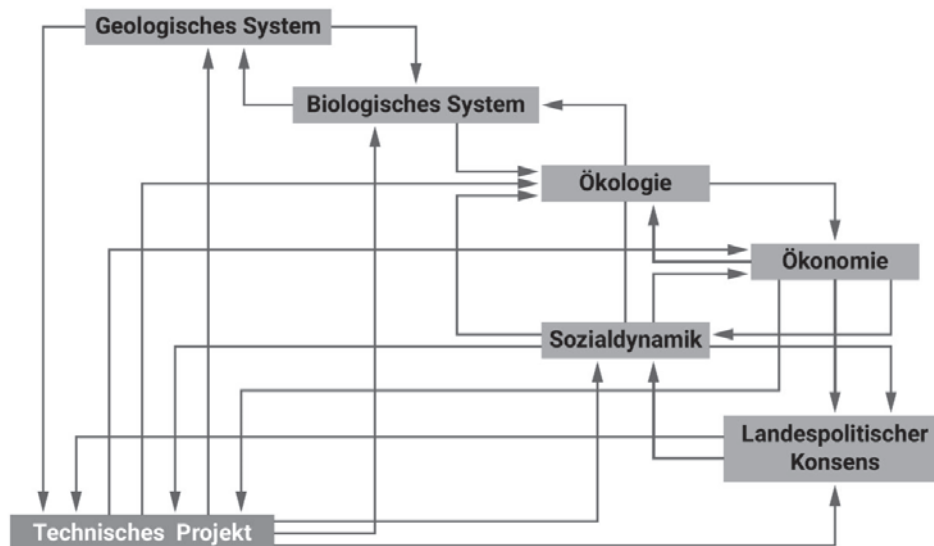 Geologisches System
Biologisches System
Ökologie
Ökonomie
Sozialdynamik
Landespolitischer
Konsens
Technisches Projekt